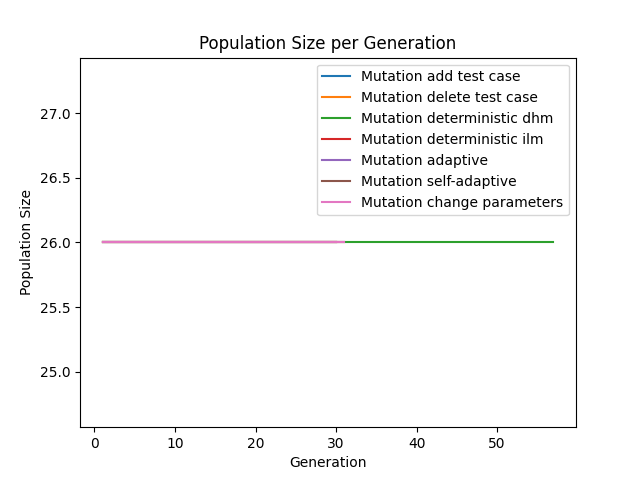 Population Size per Generation
Mutation add test case
Mutation delete test case
Mutation deterministic dhm
Mutation deterministic ilm
Mutation adaptive
Mutation self-adaptive
Mutation change parameters
Population Size
27.0
26.5
26.0
25.5
25.0
0 10 20 30 40 50
Generation